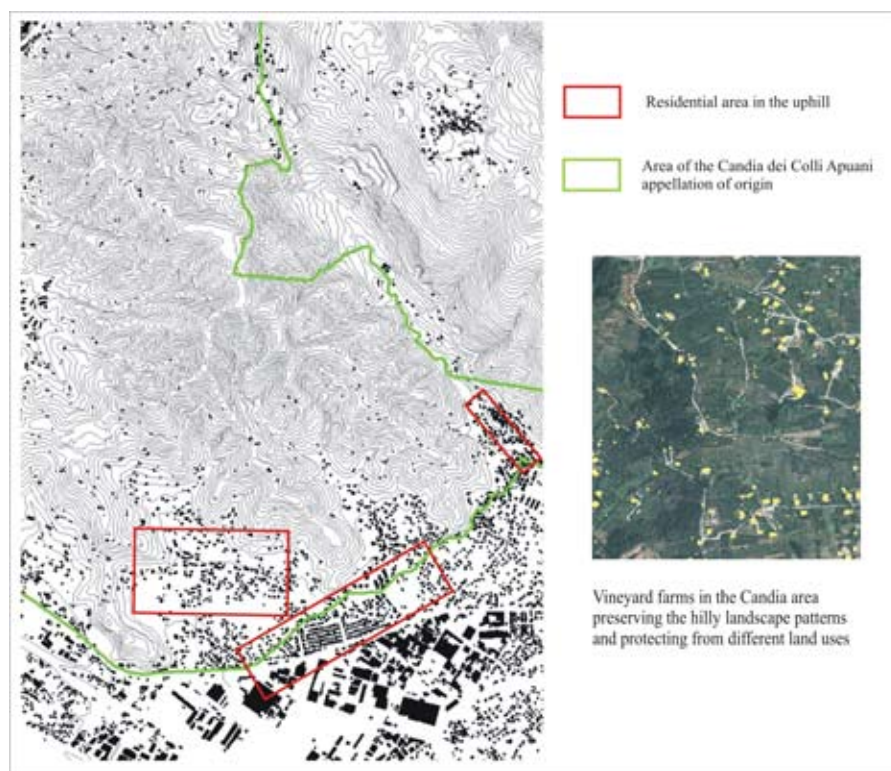 Residential area in the uphill
Area of the Candia dei Colli Apuani
appellation of origin
Vineyard farms in the Candia area
preserving the hilly landscape patterns
and protecting from different land uses